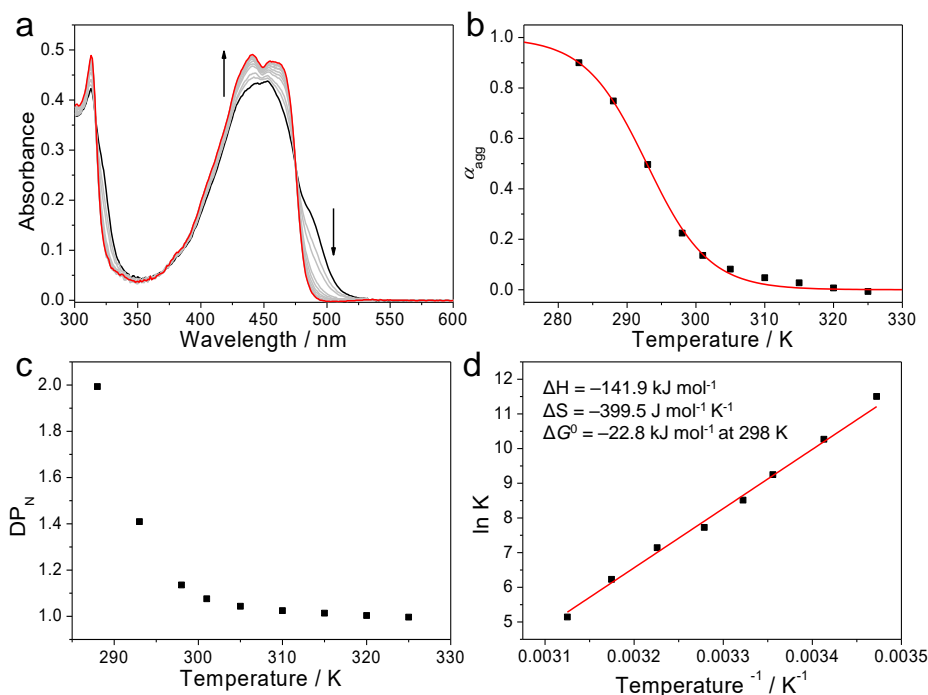 a
0.5
0.4
0.3
0.2
0.1
0.0
Absorbance
300 350 400 450 500 550 600
Wavelength / nm
b
1.0
0.8
0.6
0.4
0.2
0.0
αagg
280 290 300 310 320 330
Temperature / K
c
2.0
1.8
1.6
1.4
1.2
1.0
DPN
290 300 310 320 330
Temperature / K
d
ΔH = –141.9 kJ mol⁻¹
ΔS = –399.5 J mol⁻¹ K⁻¹
ΔG⁰ = –22.8 kJ mol⁻¹ at 298 K
12
11
10
9
8
7
6
5
ln K
0.0031 0.0032 0.0033 0.0034 0.0035
Temperature ⁻¹ / K⁻¹